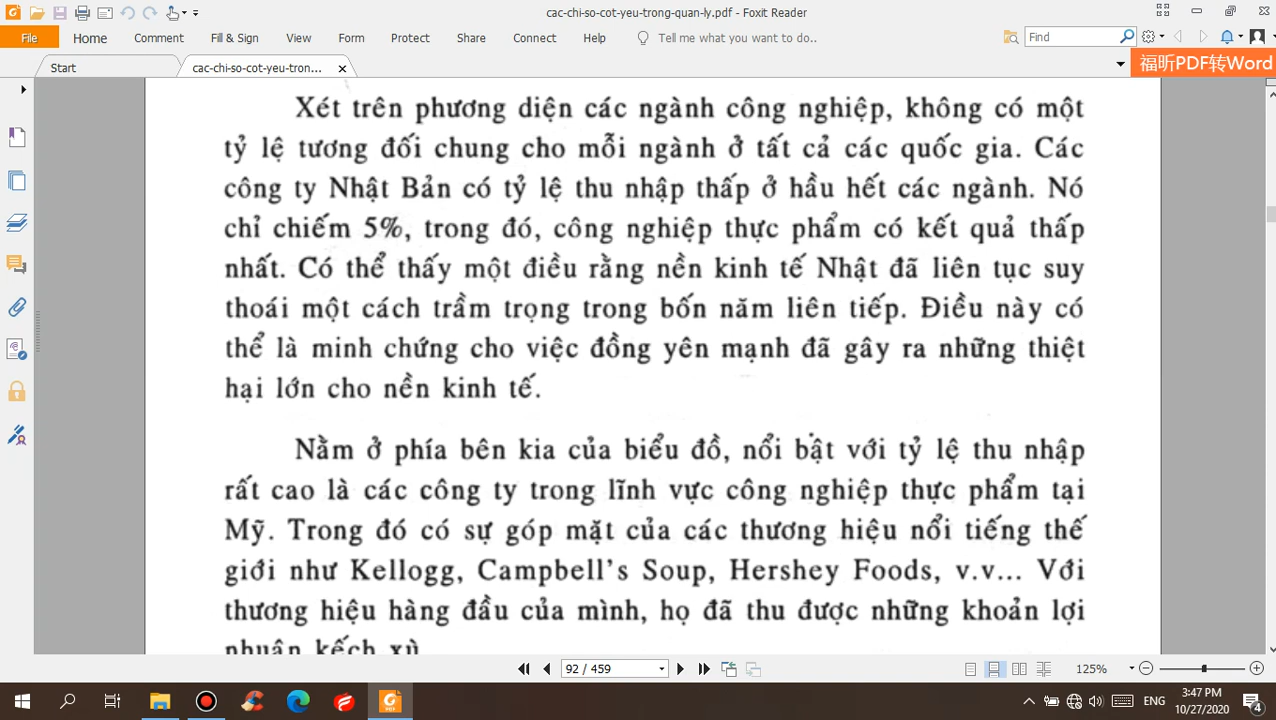 cac-chi-so-cot-yeu-trong-quan-ly.pdf - Foxit Reader
File Home Comment Fill & Sign View Form Protect Share Connect Help Tell me what you want to do.. Find
Start cac-chi-so-cot-yeu-tron... 福昕PDF转Word
Xét trên phương diện các ngành công nghiệp, không có một
tỷ lệ tương đối chung cho mỗi ngành ở tất cả các quốc gia. Các
công ty Nhật Bản có tỷ lệ thu nhập thấp ở hầu hết các ngành. Nó
chỉ chiếm 5%, trong đó, công nghiệp thực phẩm có kết quả thấp
nhất. Có thể thấy một điều rằng nền kinh tế Nhật đã liên tục suy
thoái một cách trầm trọng trong bốn năm liên tiếp. Điều này có
thể là minh chứng cho việc đồng yên mạnh đã gây ra những thiệt
hại lớn cho nền kinh tế.
Nằm ở phía bên kia của biểu đồ, nổi bật với tỷ lệ thu nhập
rất cao là các công ty trong lĩnh vực công nghiệp thực phẩm tại
Mỹ. Trong đó có sự góp mặt của các thương hiệu nổi tiếng thế
giới như Kellogg, Campbell's Soup, Hershey Foods, v.v... Với
thương hiệu hàng đầu của mình, họ đã thu được những khoản lợi
nhuận kếch xù
92 / 459 125%
ENG 3:47 PM
10/27/2020 4